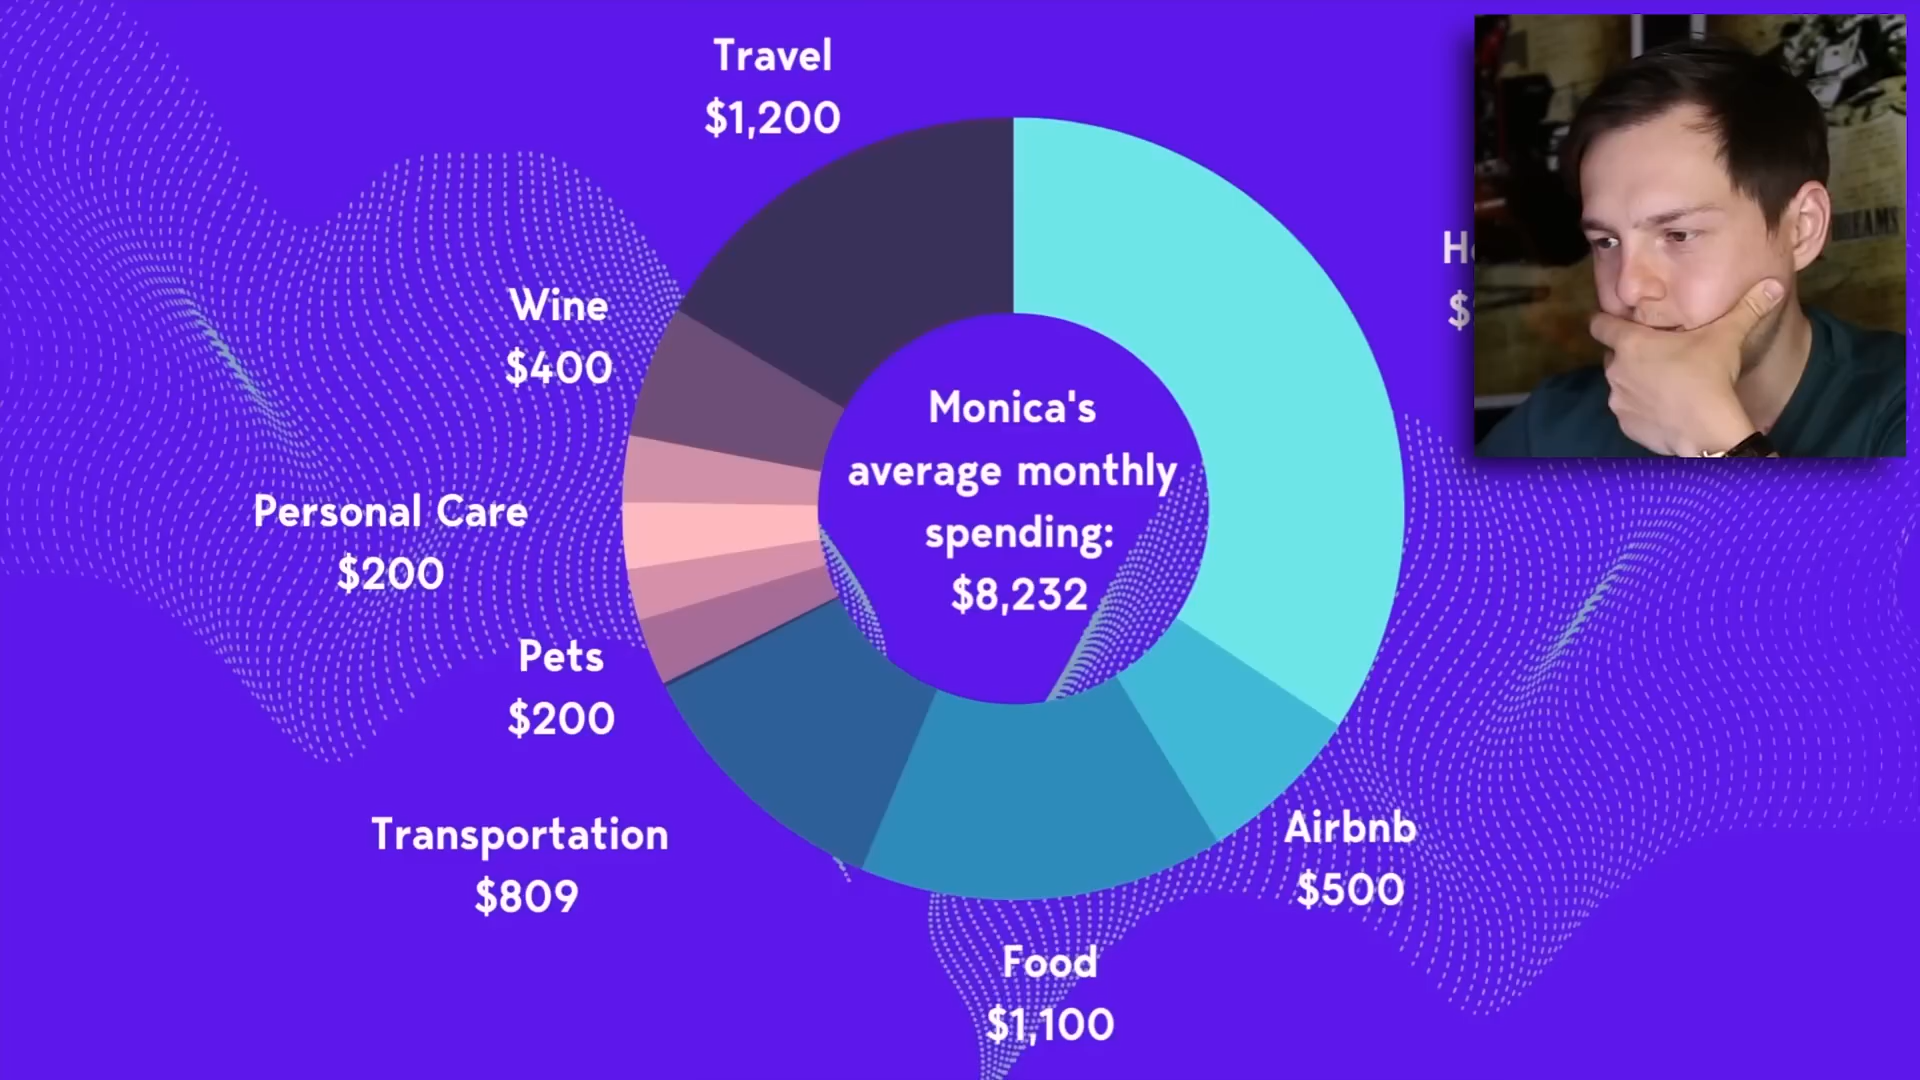 Travel
$1,200
Wine
$400
Personal Care
$200
Pets
$200
Transportation
$809
Food
$1,100
Airbnb
$500
Monica's
average monthly
spending:
$8,232
DREAMS